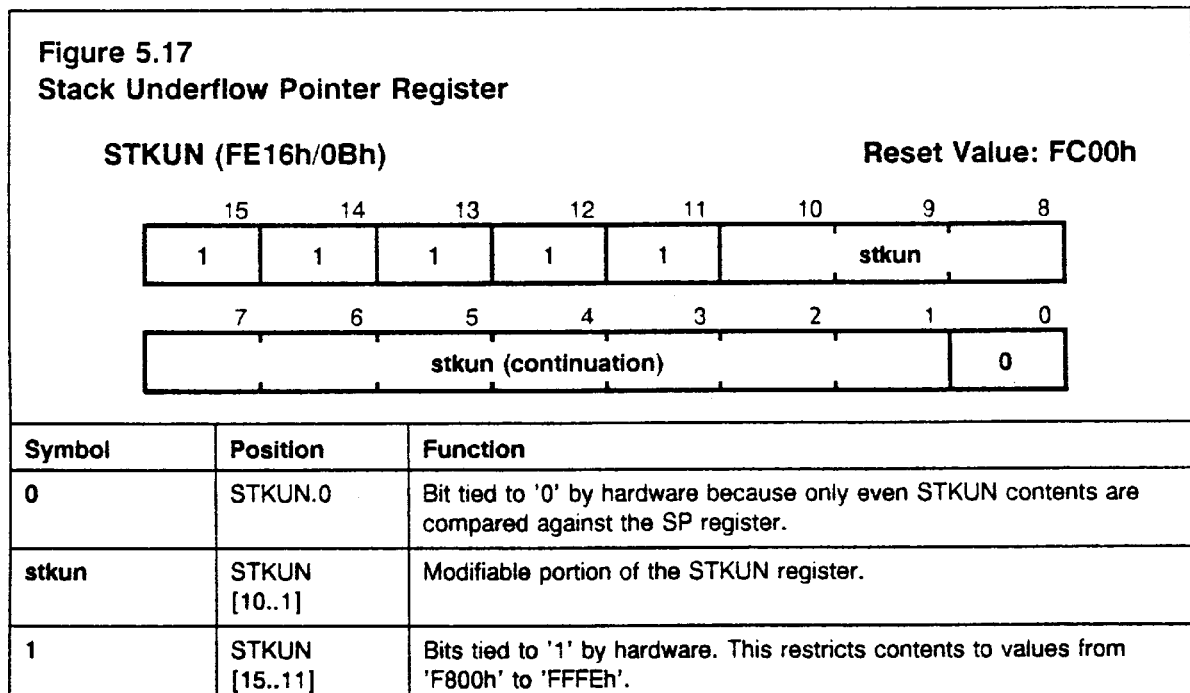 Figure 5.17
Stack Underflow Pointer Register
STKUN (FE16h/0Bh) Reset Value: FC00h
15 14 13 12 11 10 9 8
1 1 1 1 1 stkun
7 6 5 4 3 2 1 0
stkun (continuation) 0
Symbol Position Function
0 STKUN.0 Bit tied to '0' by hardware because only even STKUN contents are
compared against the SP register.
stkun STKUN Modifiable portion of the STKUN register.
[10..1]
1 STKUN Bits tied to '1' by hardware. This restricts contents to values from
[15..11] 'F800h' to 'FFFEh'.